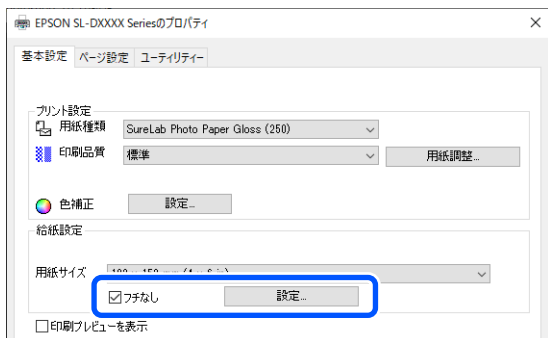 EPSON SL-DXXXX Seriesのプロパティ
基本設定 ページ設定 ユーティリティー
プリント設定
用紙種類 SureLab Photo Paper Gloss (250)
印刷品質 標準 用紙調整...
色補正 設定...
給紙設定
用紙サイズ
フチなし 設定...
印刷プレビューを表示